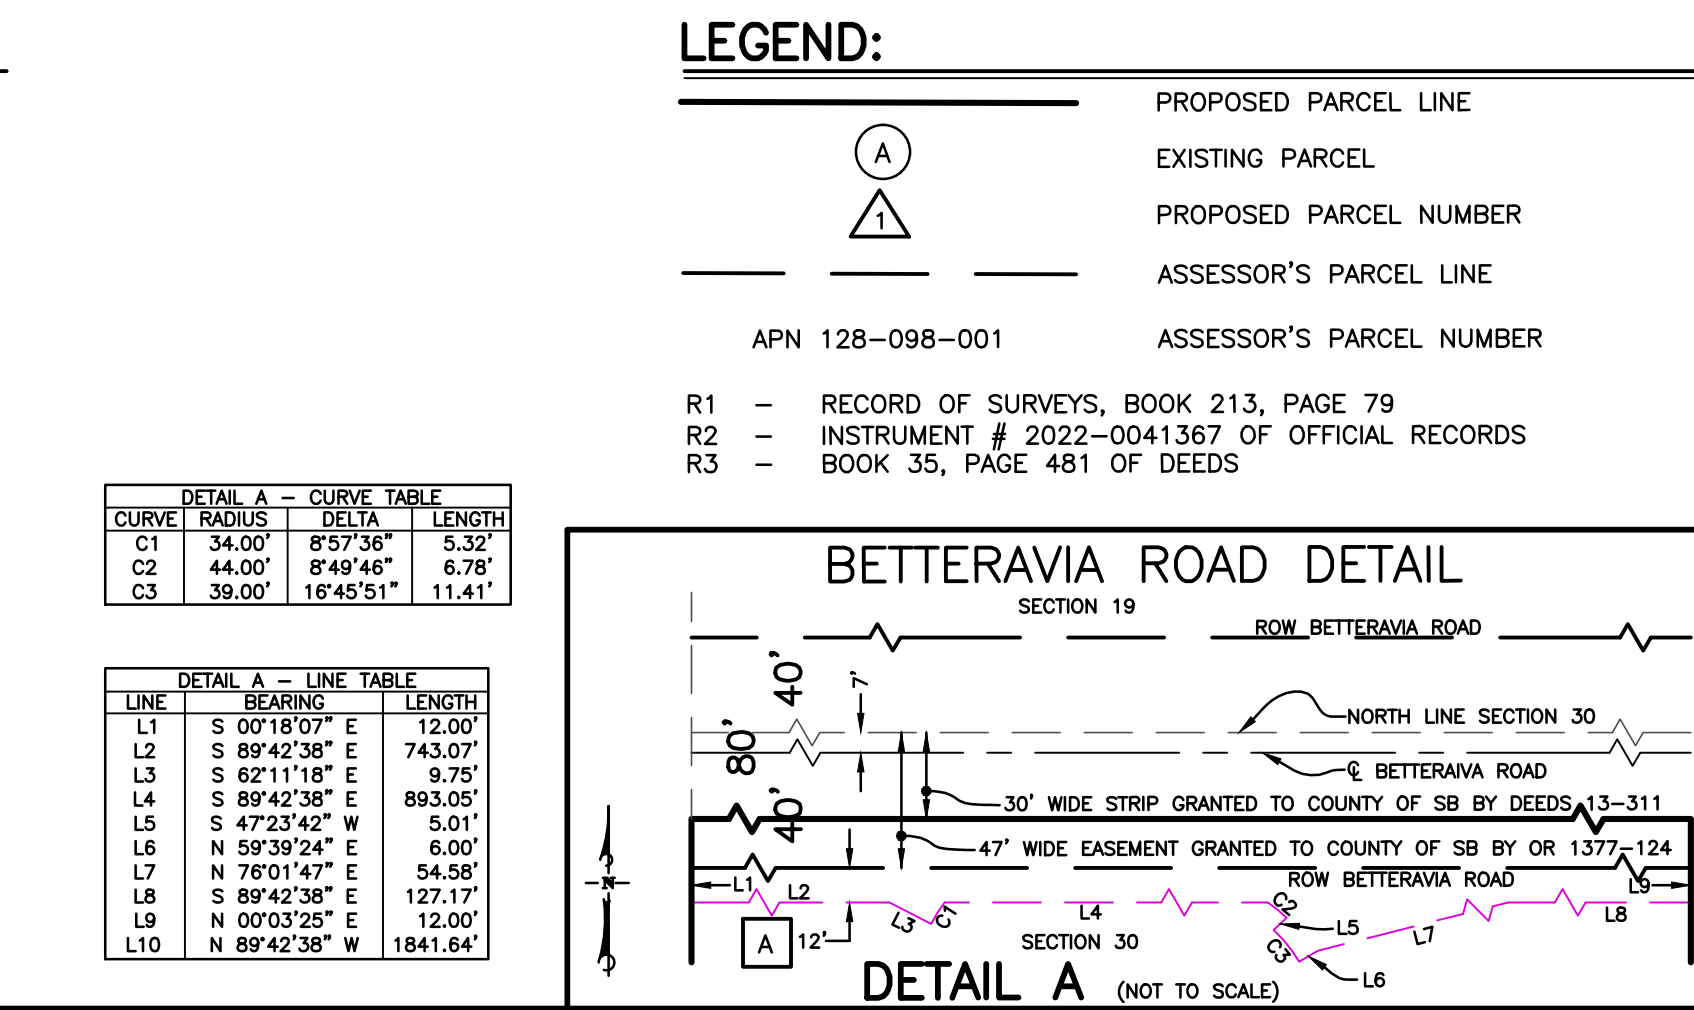 LEGEND:
PROPOSED PARCEL LINE
A
EXISTING PARCEL
1
PROPOSED PARCEL NUMBER
ASSESSOR'S PARCEL LINE
APN 128-098-001 ASSESSOR'S PARCEL NUMBER
R1 - RECORD OF SURVEYS, BOOK 213, PAGE 79
R2 - INSTRUMENT # 2022-0041367 OF OFFICIAL RECORDS
R3 - BOOK 35, PAGE 481 OF DEEDS
DETAIL A - CURVE TABLE
CURVE RADIUS DELTA LENGTH
C1 34.00' 8°57'36" 5.32'
C2 44.00' 8°49'46" 6.78'
C3 39.00' 16°45'51" 11.41'
DETAIL A - LINE TABLE
LINE BEARING LENGTH
L1 S 00°18'07" E 12.00'
L2 S 89°42'38" E 743.07'
L3 S 62°11'18" E 9.75'
L4 S 89°42'38" E 893.05'
L5 S 47°23'42" W 5.01'
L6 N 59°39'24" E 6.00'
L7 N 76°01'47" E 54.58'
L8 S 89°42'38" E 127.17'
L9 N 00°03'25" E 12.00'
L10 N 89°42'38" W 1841.64'
BETTERAVIA ROAD DETAIL
SECTION 19
ROW BETTERAVIA ROAD
40'
7'
80'
NORTH LINE SECTION 30
℄ BETTERAIVA ROAD
40'
30' WIDE STRIP GRANTED TO COUNTY OF SB BY DEEDS 13-311
47' WIDE EASEMENT GRANTED TO COUNTY OF SB BY OR 1377-124
ROW BETTERAVIA ROAD
N
L1
L2
L9
L3
C1
L4
C2
L5
L7
L8
A
12'
SECTION 30
C3
L6
DETAIL A (NOT TO SCALE)